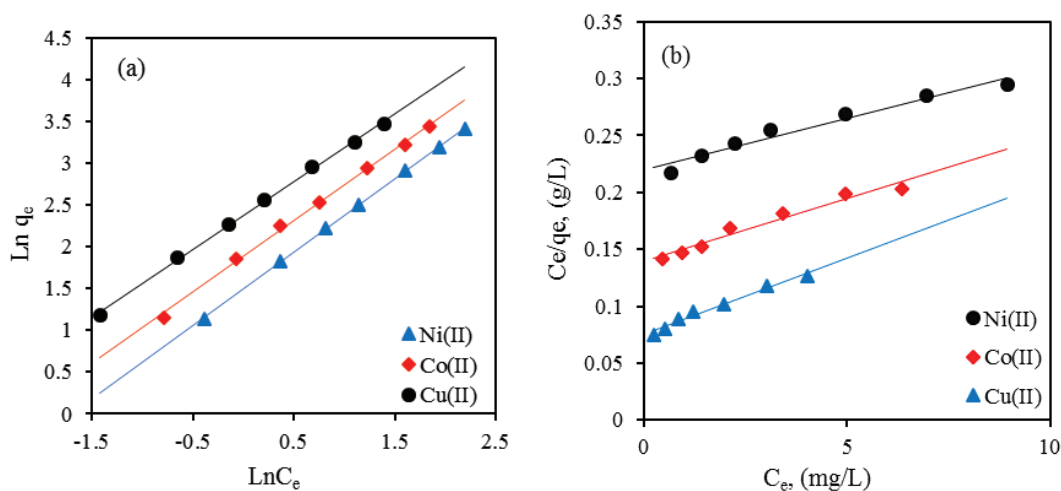 (a)
Ln qe
4.5
4
3.5
3
2.5
2
1.5
1
0.5
0
-1.5 -0.5 0.5 1.5 2.5
LnCe
Ni(II)
Co(II)
Cu(II)
(b)
Ce/qe, (g/L)
0.35
0.3
0.25
0.2
0.15
0.1
0.05
0
0 5 10
Ce, (mg/L)
Ni(II)
Co(II)
Cu(II)